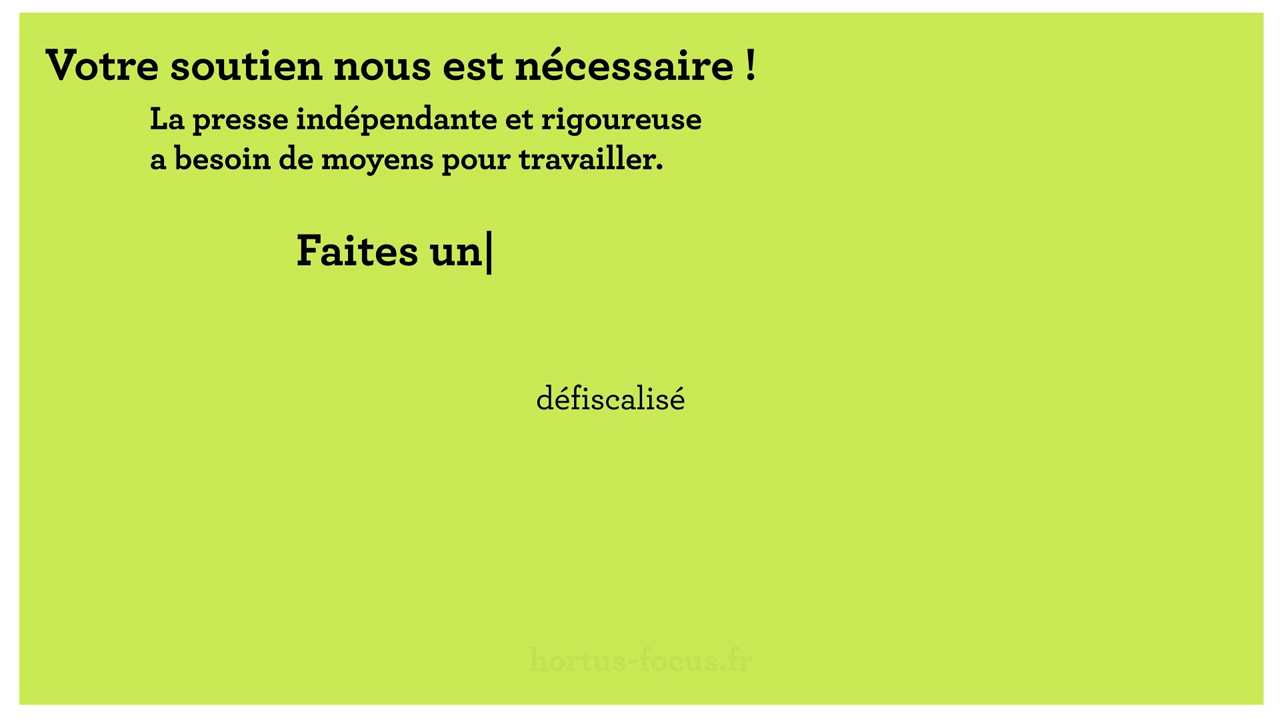 Votre soutien nous est nécessaire !
La presse indépendante et rigoureuse
a besoin de moyens pour travailler.
Faites un|
défiscalisé
hortus-focus.fr